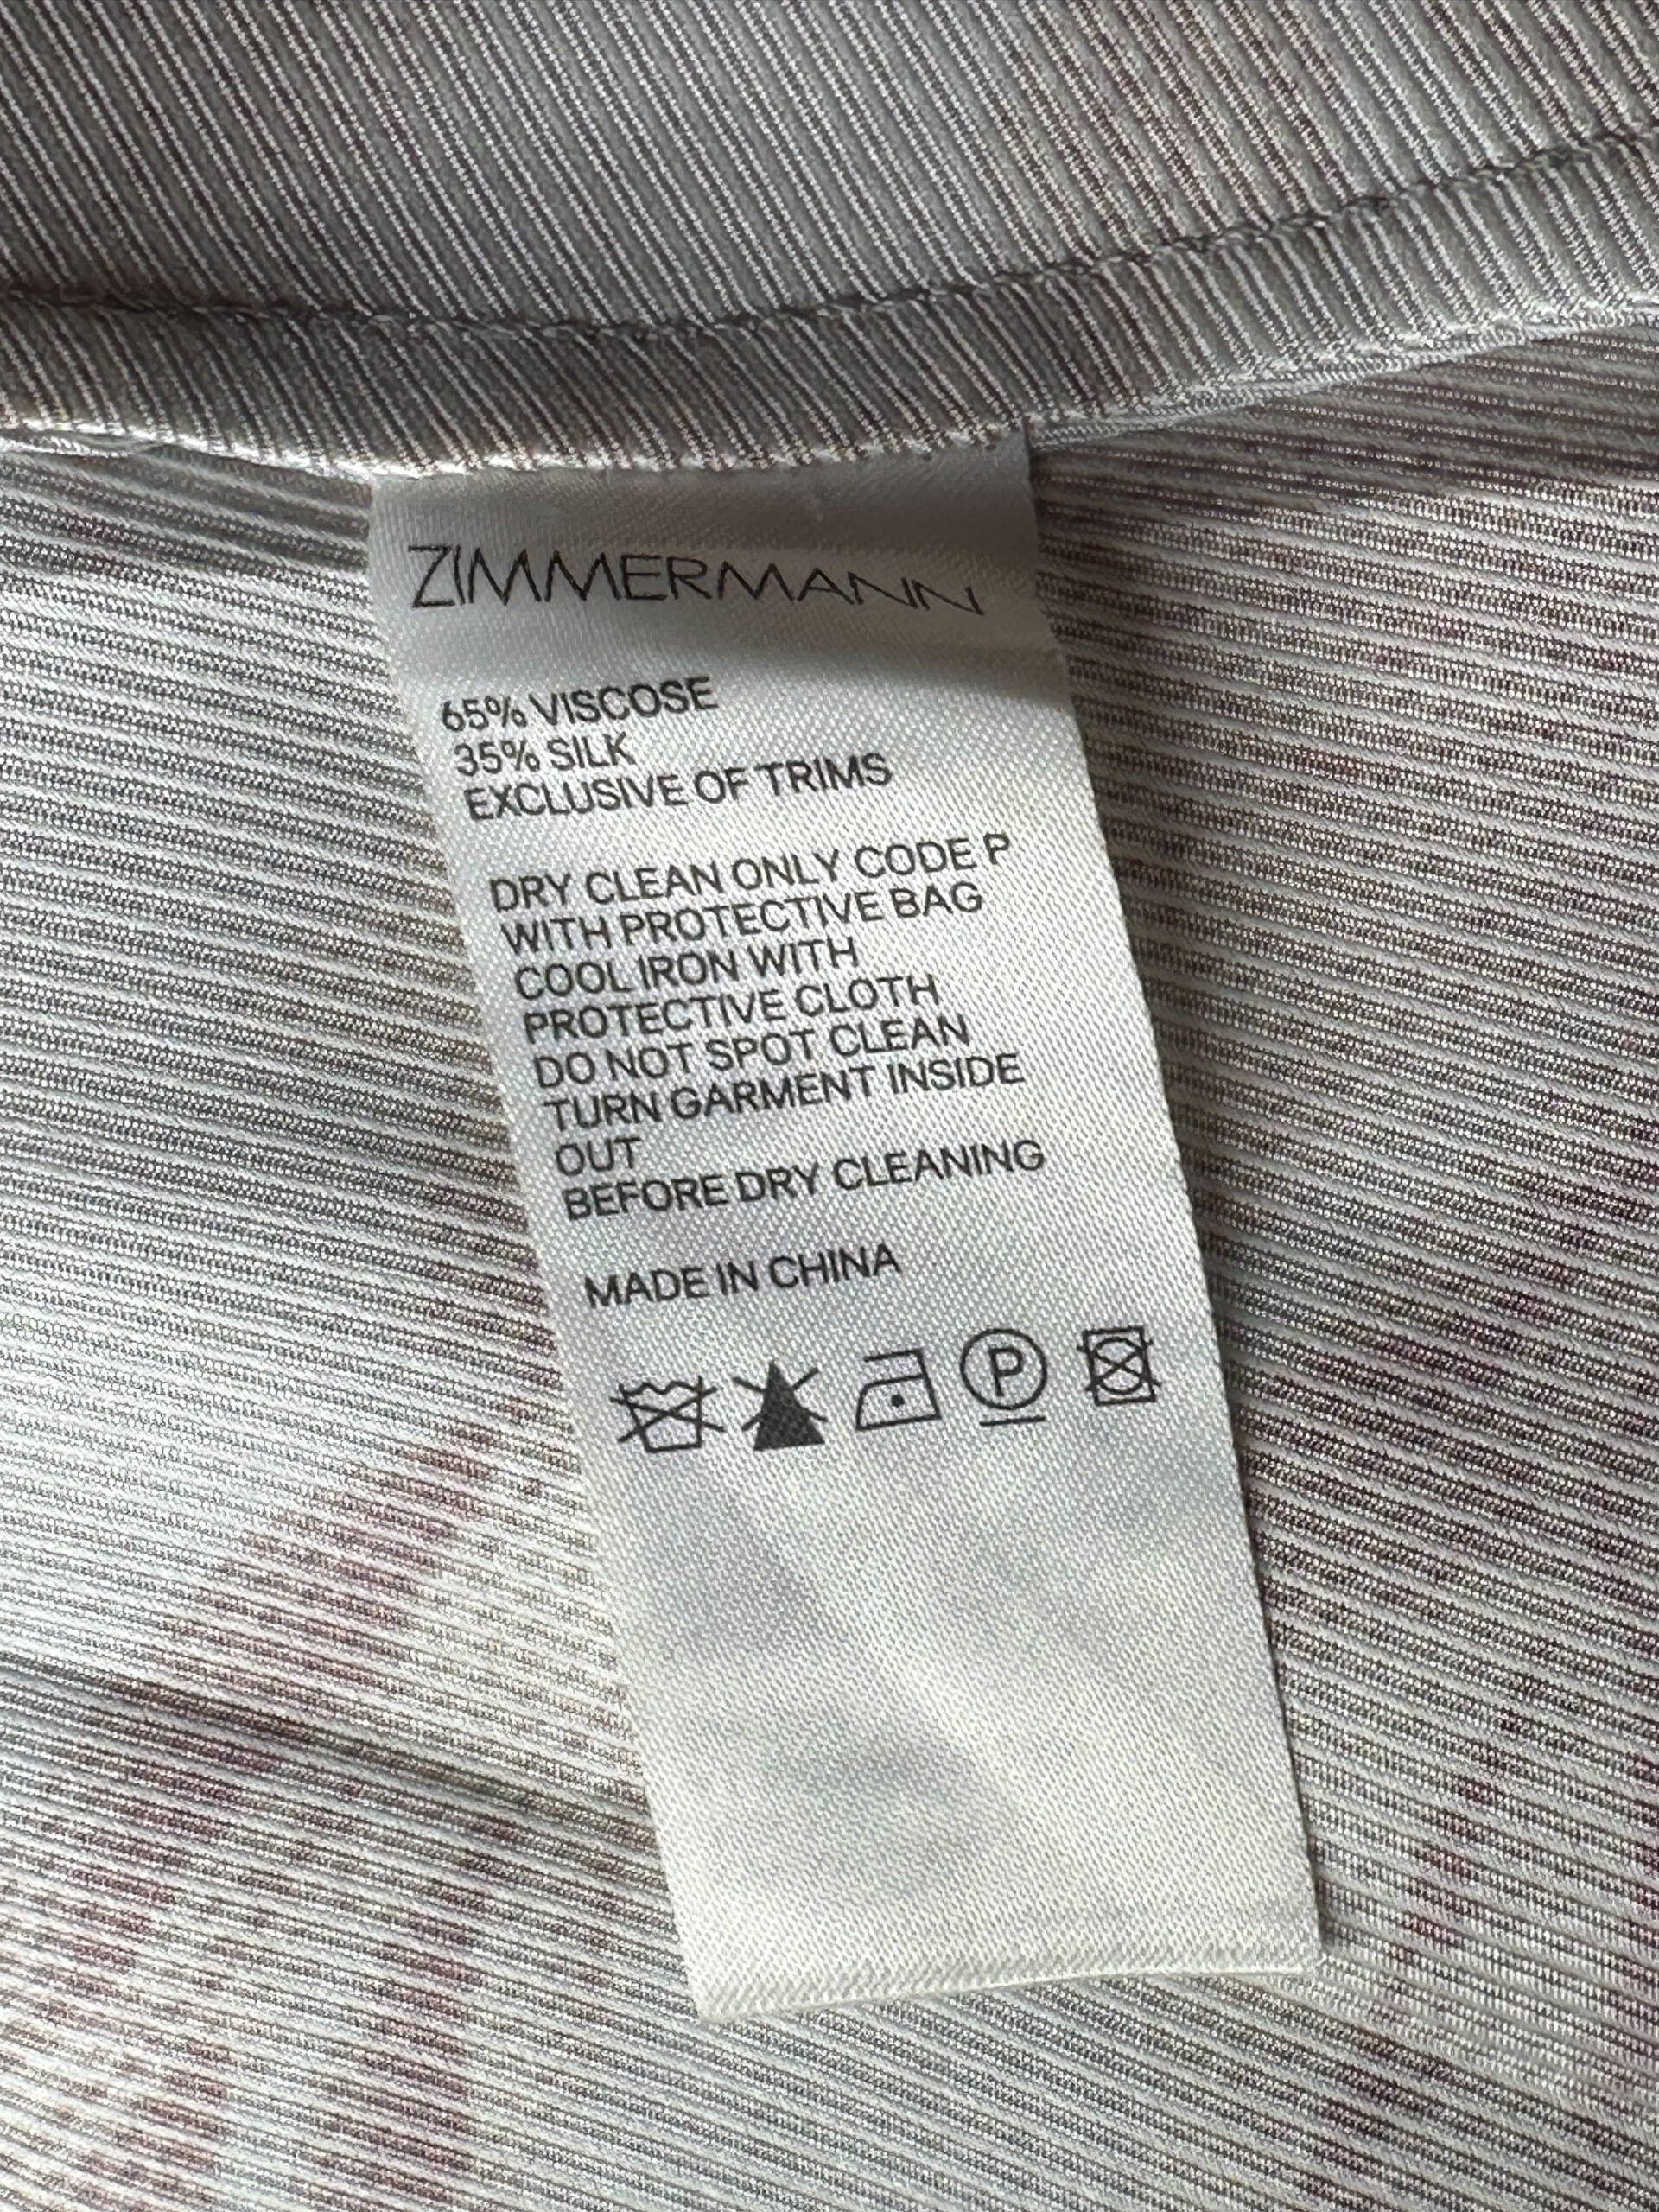 ZIMMERMANN
65% VISCOSE
35% SILK
EXCLUSIVE OF TRIMS
DRY CLEAN ONLY CODE P
WITH PROTECTIVE BAG
COOL IRON WITH
PROTECTIVE CLOTH
DO NOT SPOT CLEAN
TURN GARMENT INSIDE
OUT
BEFORE DRY CLEANING
MADE IN CHINA
P